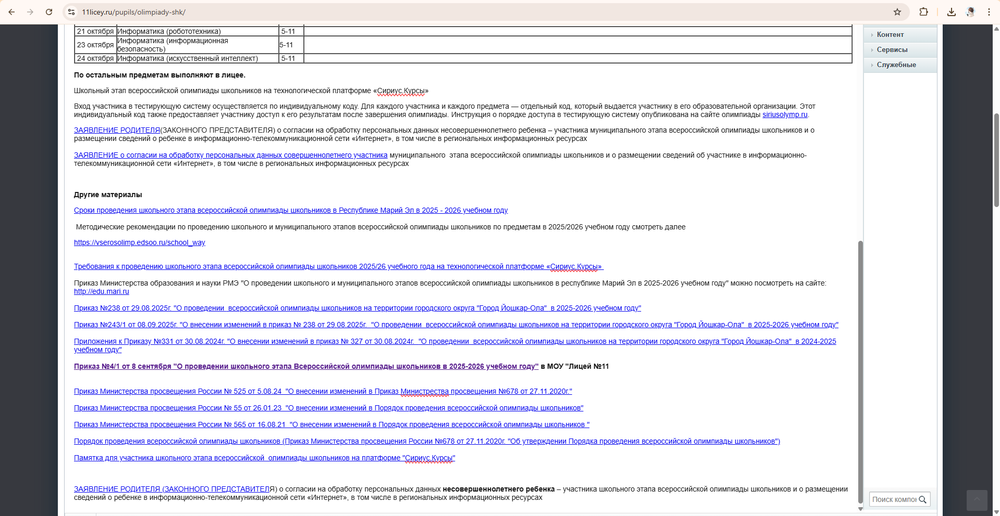 11licey.ru/pupils/olimpiady-shk/
21 октября Информатика (робототехника) 5-11
23 октября Информатика (информационная безопасность) 5-11
24 октября Информатика (искусственный интеллект) 5-11
По остальным предметам выполняют в лицее.
Школьный этап всероссийской олимпиады школьников на технологической платформе «Сириус.Курсы»
Вход участника в тестирующую систему осуществляется по индивидуальному коду. Для каждого участника и каждого предмета — отдельный код, который выдается участнику в его образовательной организации. Этот
индивидуальный код также предоставляет участнику доступ к его результатам после завершения олимпиады. Инструкция о порядке доступа в тестирующую систему опубликована на сайте олимпиады siriusolymp.ru.
ЗАЯВЛЕНИЕ РОДИТЕЛЯ(ЗАКОННОГО ПРЕДСТАВИТЕЛЯ) о согласии на обработку персональных данных несовершеннолетнего ребенка – участника муниципального этапа всероссийской олимпиады школьников и о
размещении сведений о ребенке в информационно-телекоммуникационной сети «Интернет», в том числе в региональных информационных ресурсах
ЗАЯВЛЕНИЕ о согласии на обработку персональных данных совершеннолетнего участника муниципального этапа всероссийской олимпиады школьников и о размещении сведений об участнике в информационно-
телекоммуникационной сети «Интернет», в том числе в региональных информационных ресурсах
Другие материалы
Сроки проведения школьного этапа всероссийской олимпиады школьников в Республике Марий Эл в 2025 - 2026 учебном году
Методические рекомендации по проведению школьного и муниципального этапов всероссийской олимпиады школьников по предметам в 2025/2026 учебном году смотреть далее
https://vserosolimp.edsoo.ru/school_way
Требования к проведению школьного этапа всероссийской олимпиады школьников 2025/26 учебного года на технологической платформе «Сириус.Курсы»
Приказ Министерства образования и науки РМЭ "О проведении школьного и муниципального этапов всероссийской олимпиады школьников в республике Марий Эл в 2025-2026 учебном году" можно посмотреть на сайте:
http://edu.mari.ru
Приказ №238 от 29.08.2025г. "О проведении всероссийской олимпиады школьников на территории городского округа "Город Йошкар-Ола" в 2025-2026 учебном году"
Приказ №243/1 от 08.09.2025г. "О внесении изменений в приказ № 238 от 29.08.2025г. "О проведении всероссийской олимпиады школьников на территории городского округа "Город Йошкар-Ола" в 2025-2026 учебном году"
Приложения к Приказу №331 от 30.08.2024г. "О внесении изменений в приказ № 327 от 30.08.2024г. "О проведении всероссийской олимпиады школьников на территории городского округа "Город Йошкар-Ола" в 2024-2025
учебном году"
Приказ №4/1 от 8 сентября "О проведении школьного этапа Всероссийской олимпиады школьников в 2025-2026 учебном году" в МОУ "Лицей №11
Приказ Министерства просвещения России № 525 от 5.08.24 "О внесении изменений в Приказ Министрества просвещения №678 от 27.11.2020г."
Приказ Министерства просвещения России № 55 от 26.01.23 "О внесении изменений в Порядок проведения всероссийской олимпиады школьников"
Приказ Министерства просвещения России № 565 от 16.08.21 "О внесении изменений в Порядок проведения всероссийской олимпиады школьников "
Порядок проведения всероссийской олимпиады школьников (Приказ Министерства просвещения России №678 от 27.11.2020г. "Об утверждении Порядка проведения всероссийской олимпиады школьников")
Памятка для участника школьного этапа всероссийской олимпиады школьников на платформе "Сириус.Курсы"
ЗАЯВЛЕНИЕ РОДИТЕЛЯ (ЗАКОННОГО ПРЕДСТАВИТЕЛЯ) о согласии на обработку персональных данных несовершеннолетнего ребенка – участника школьного этапа всероссийской олимпиады школьников и о размещении
сведений о ребенке в информационно-телекоммуникационной сети «Интернет», в том числе в региональных информационных ресурсах
Контент
Сервисы
Служебные
Поиск компон